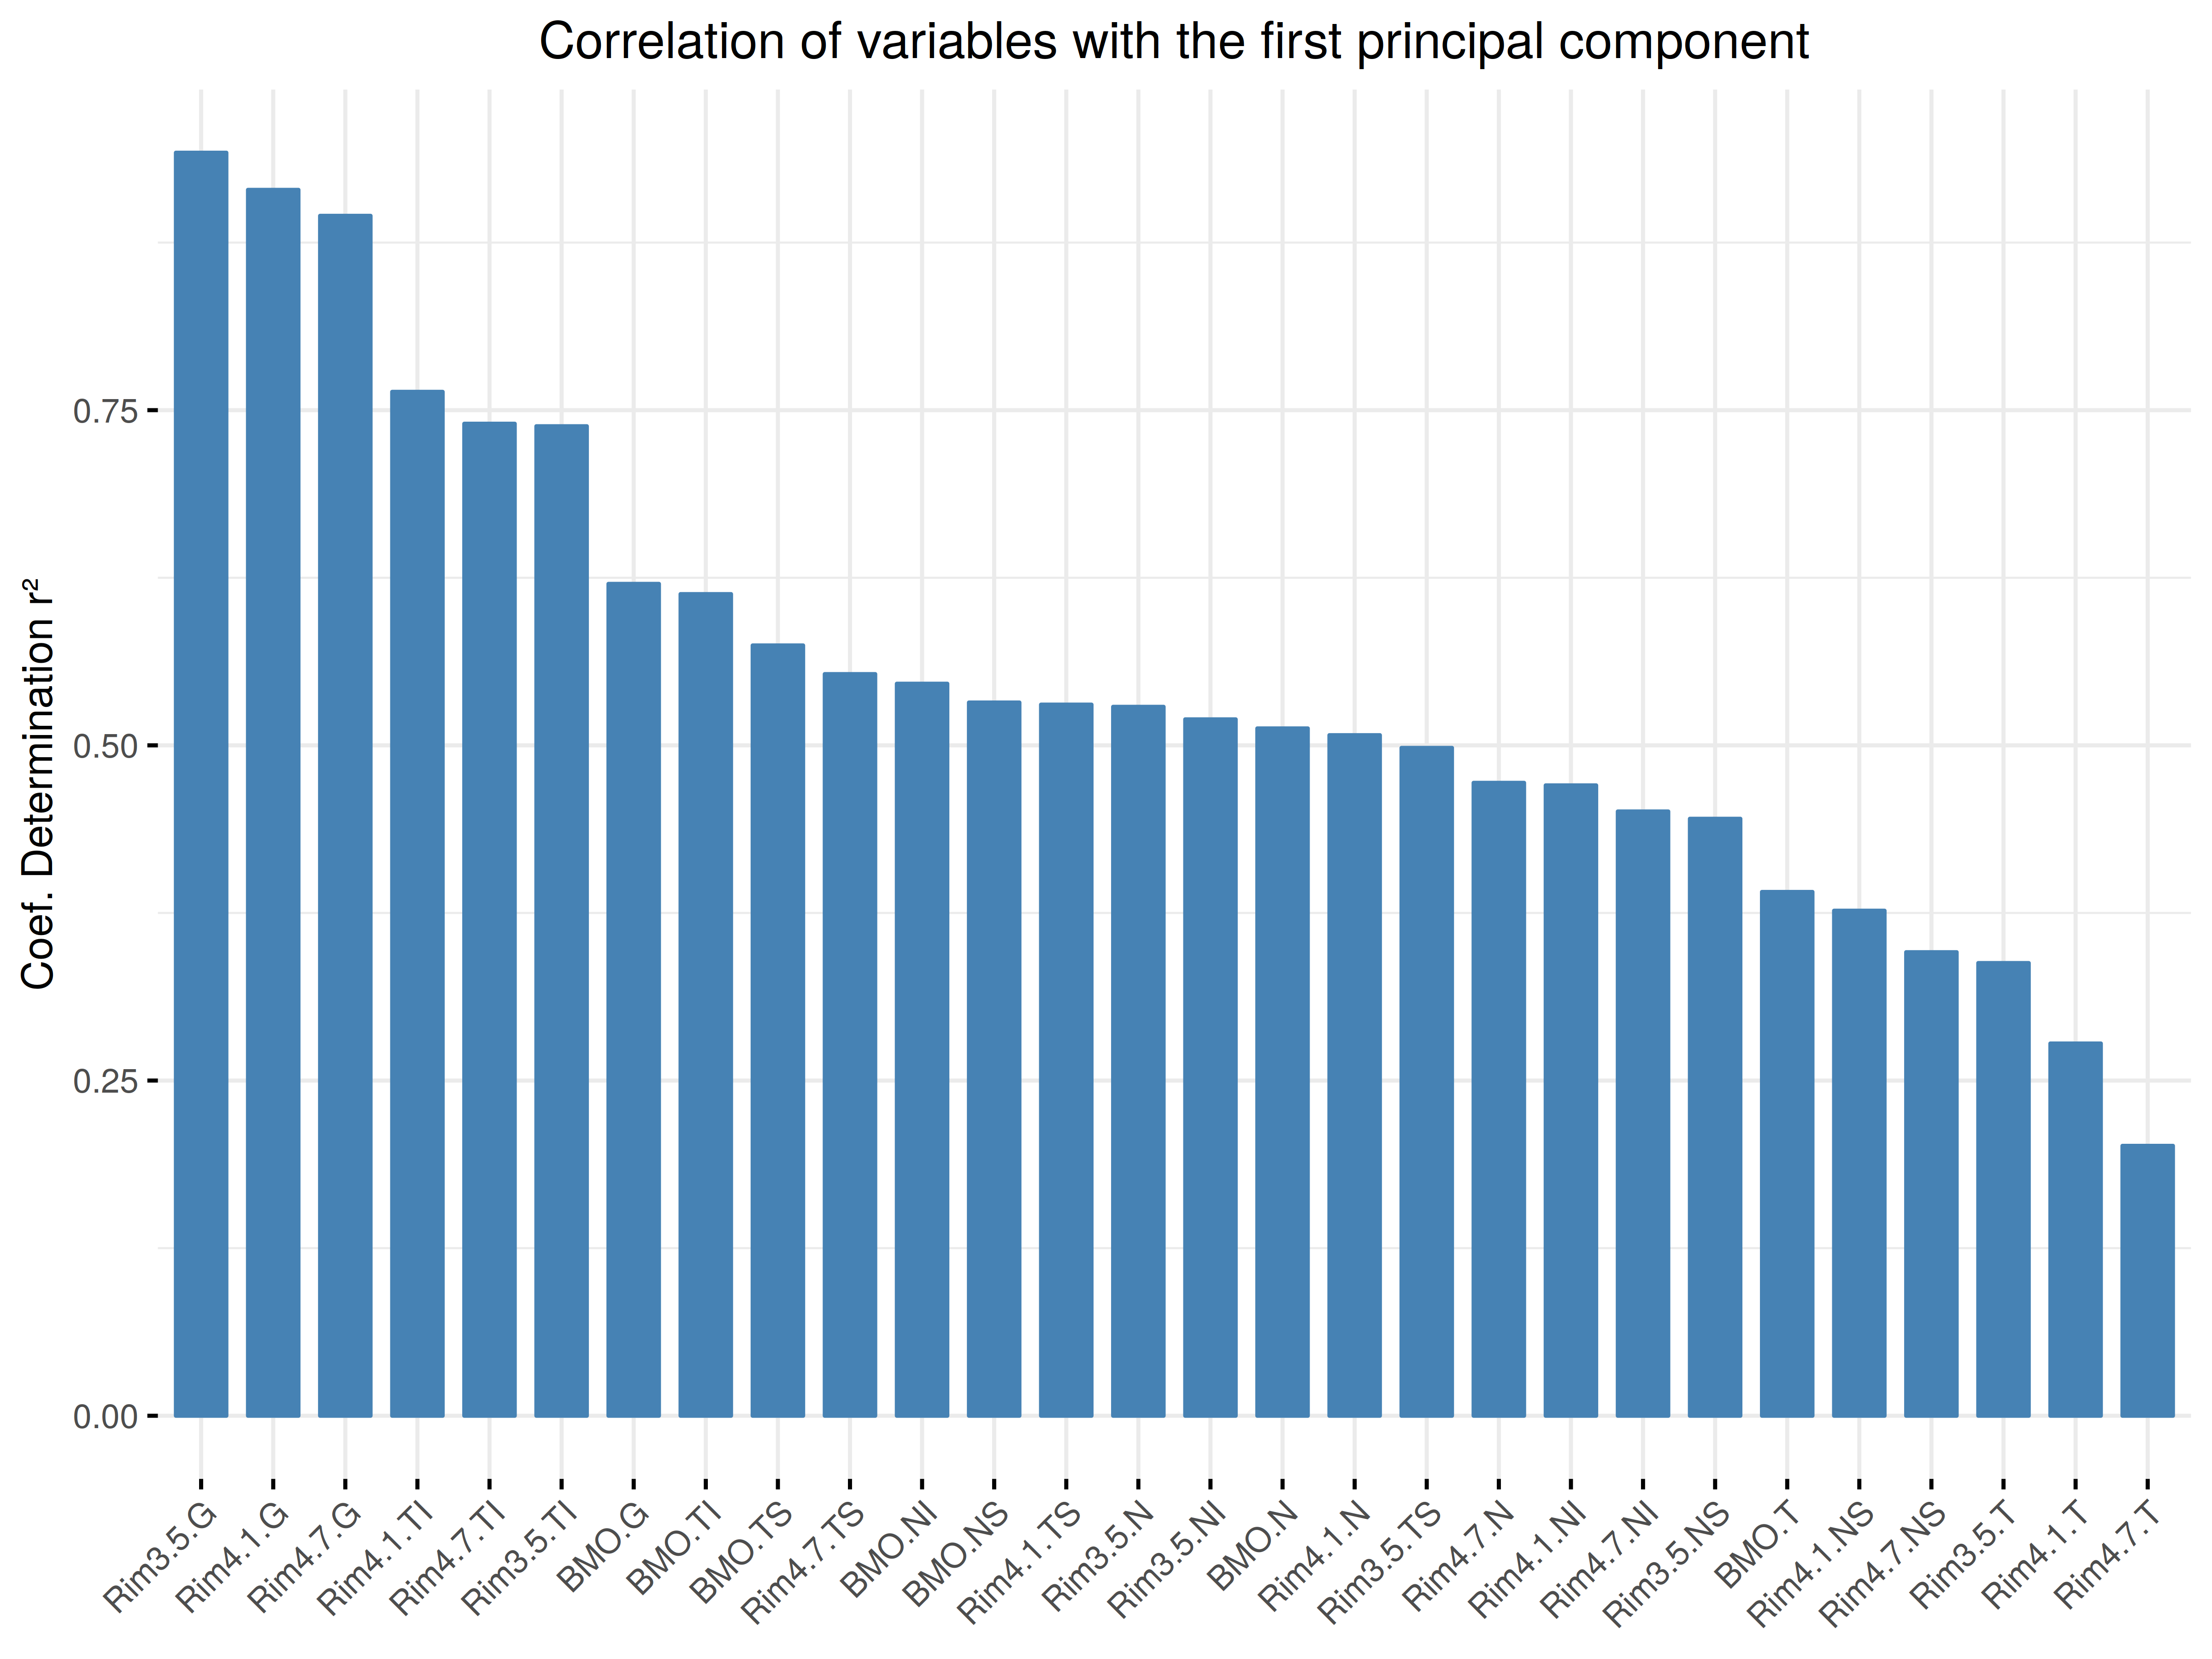 Correlation of variables with the first principal component
Coef. Determination r²
0.75
0.50
0.25
0.00
Rim3.5.G
Rim4.1.G
Rim4.7.G
Rim4.1.TI
Rim4.7.TI
Rim3.5.TI
BMO.G
BMO.TI
BMO.TS
Rim4.7.TS
BMO.NI
BMO.NS
Rim4.1.TS
Rim3.5.N
Rim3.5.NI
BMO.N
Rim4.1.N
Rim3.5.TS
Rim4.7.N
Rim4.1.NI
Rim4.7.NI
Rim3.5.NS
BMO.T
Rim4.1.NS
Rim4.7.NS
Rim3.5.T
Rim4.1.T
Rim4.7.T